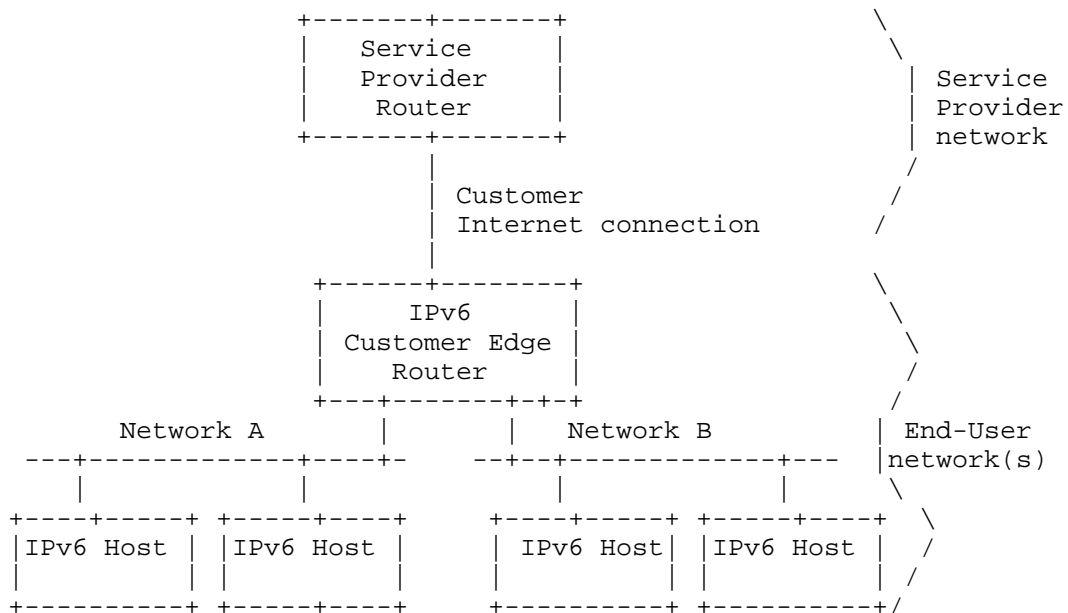 Service
Provider
Router
Service
Provider
network
Customer
Internet connection
IPv6
Customer Edge
Router
Network A
Network B
End-User
network(s)
IPv6 Host
IPv6 Host
IPv6 Host
IPv6 Host